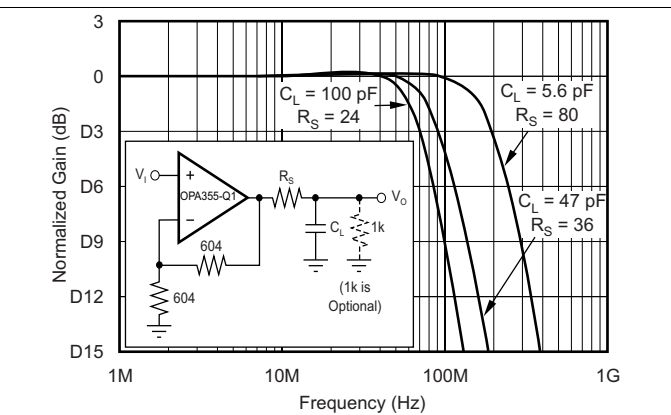 3
0
D3
D6
D9
D12
D15
Normalized Gain (dB)
C_L = 100 pF
R_S = 24
C_L = 5.6 pF
R_S = 80
C_L = 47 pF
R_S = 36
V_I
+
OPA355-Q1
−
R_S
V_O
C_L
1k
604
604
(1k is
Optional)
1M
10M
100M
1G
Frequency (Hz)